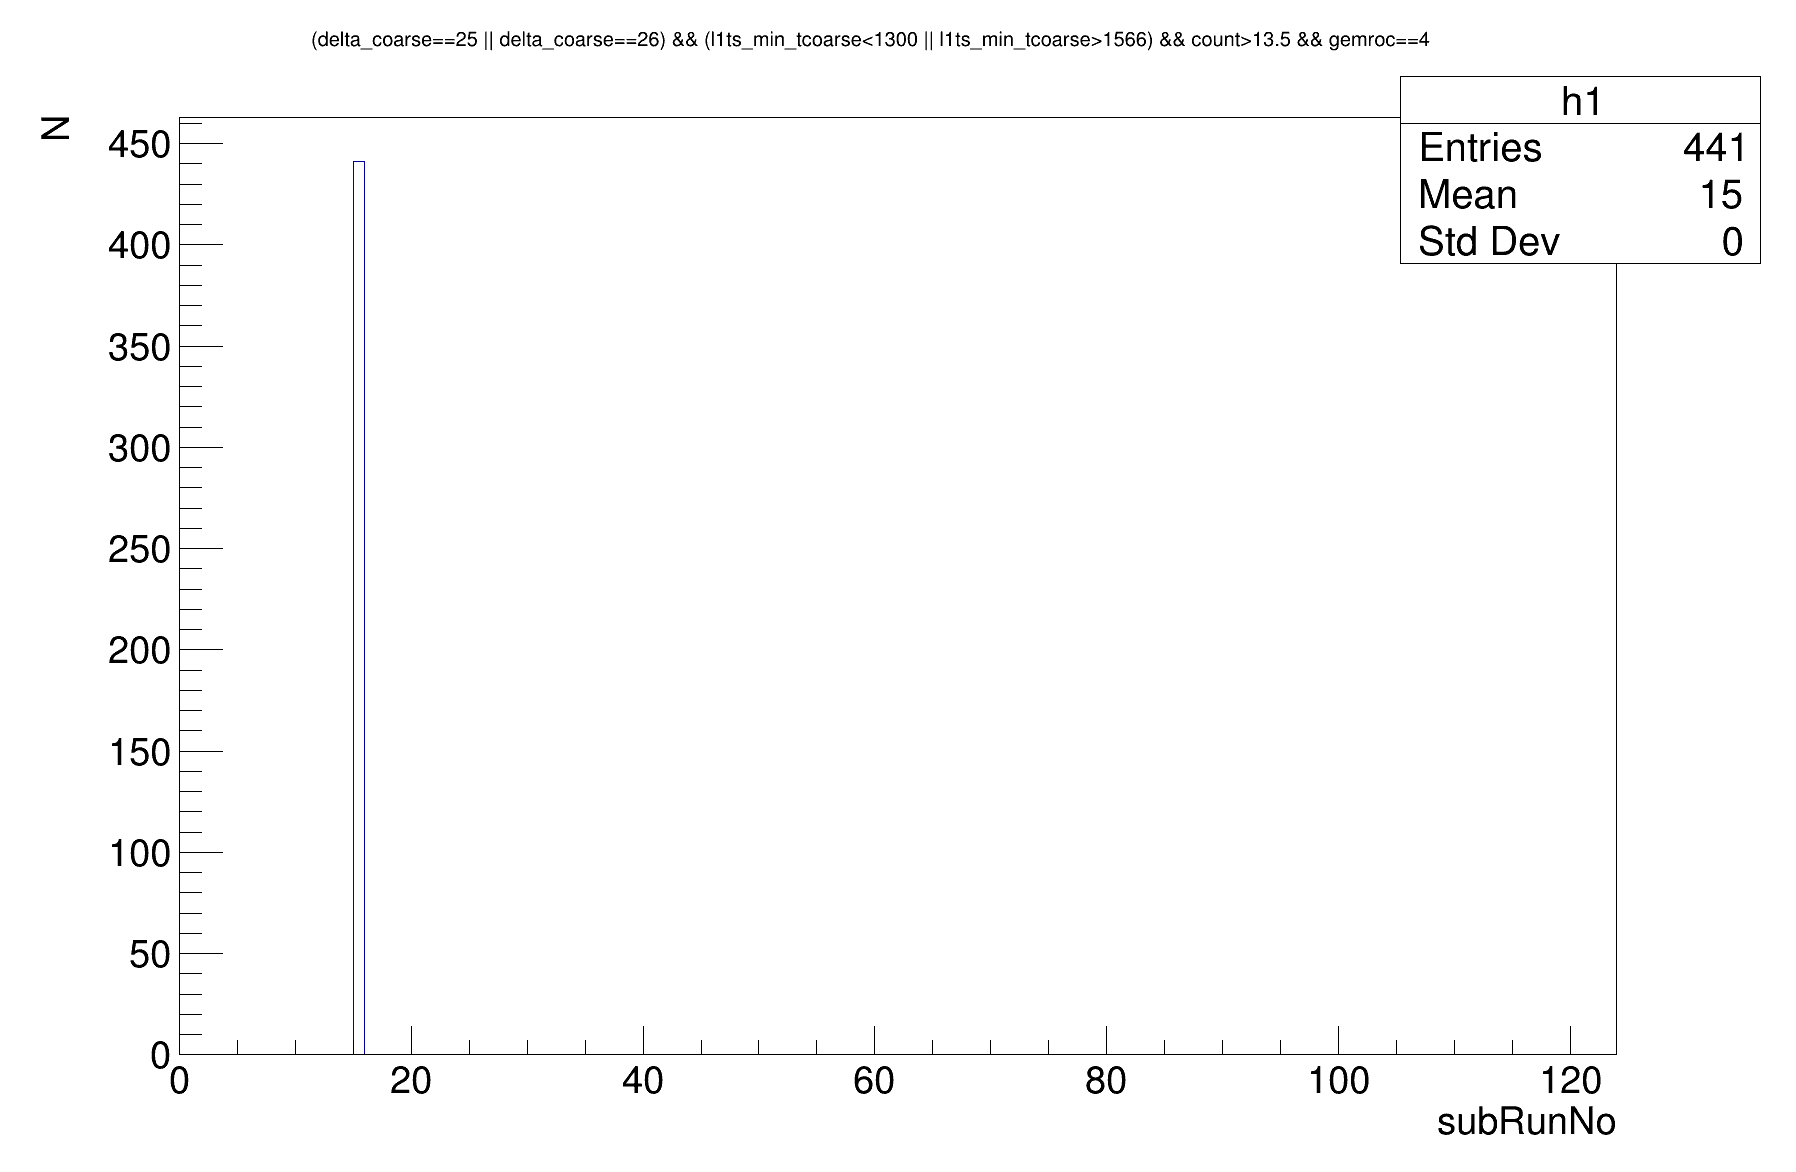 (delta_coarse==25 || delta_coarse==26) && (l1ts_min_tcoarse<1300 || l1ts_min_tcoarse>1566) && count>13.5 && gemroc==4
h1
Entries 441
Mean 15
Std Dev 0
N
450
400
350
300
250
200
150
100
50
0
0 20 40 60 80 100 120
subRunNo